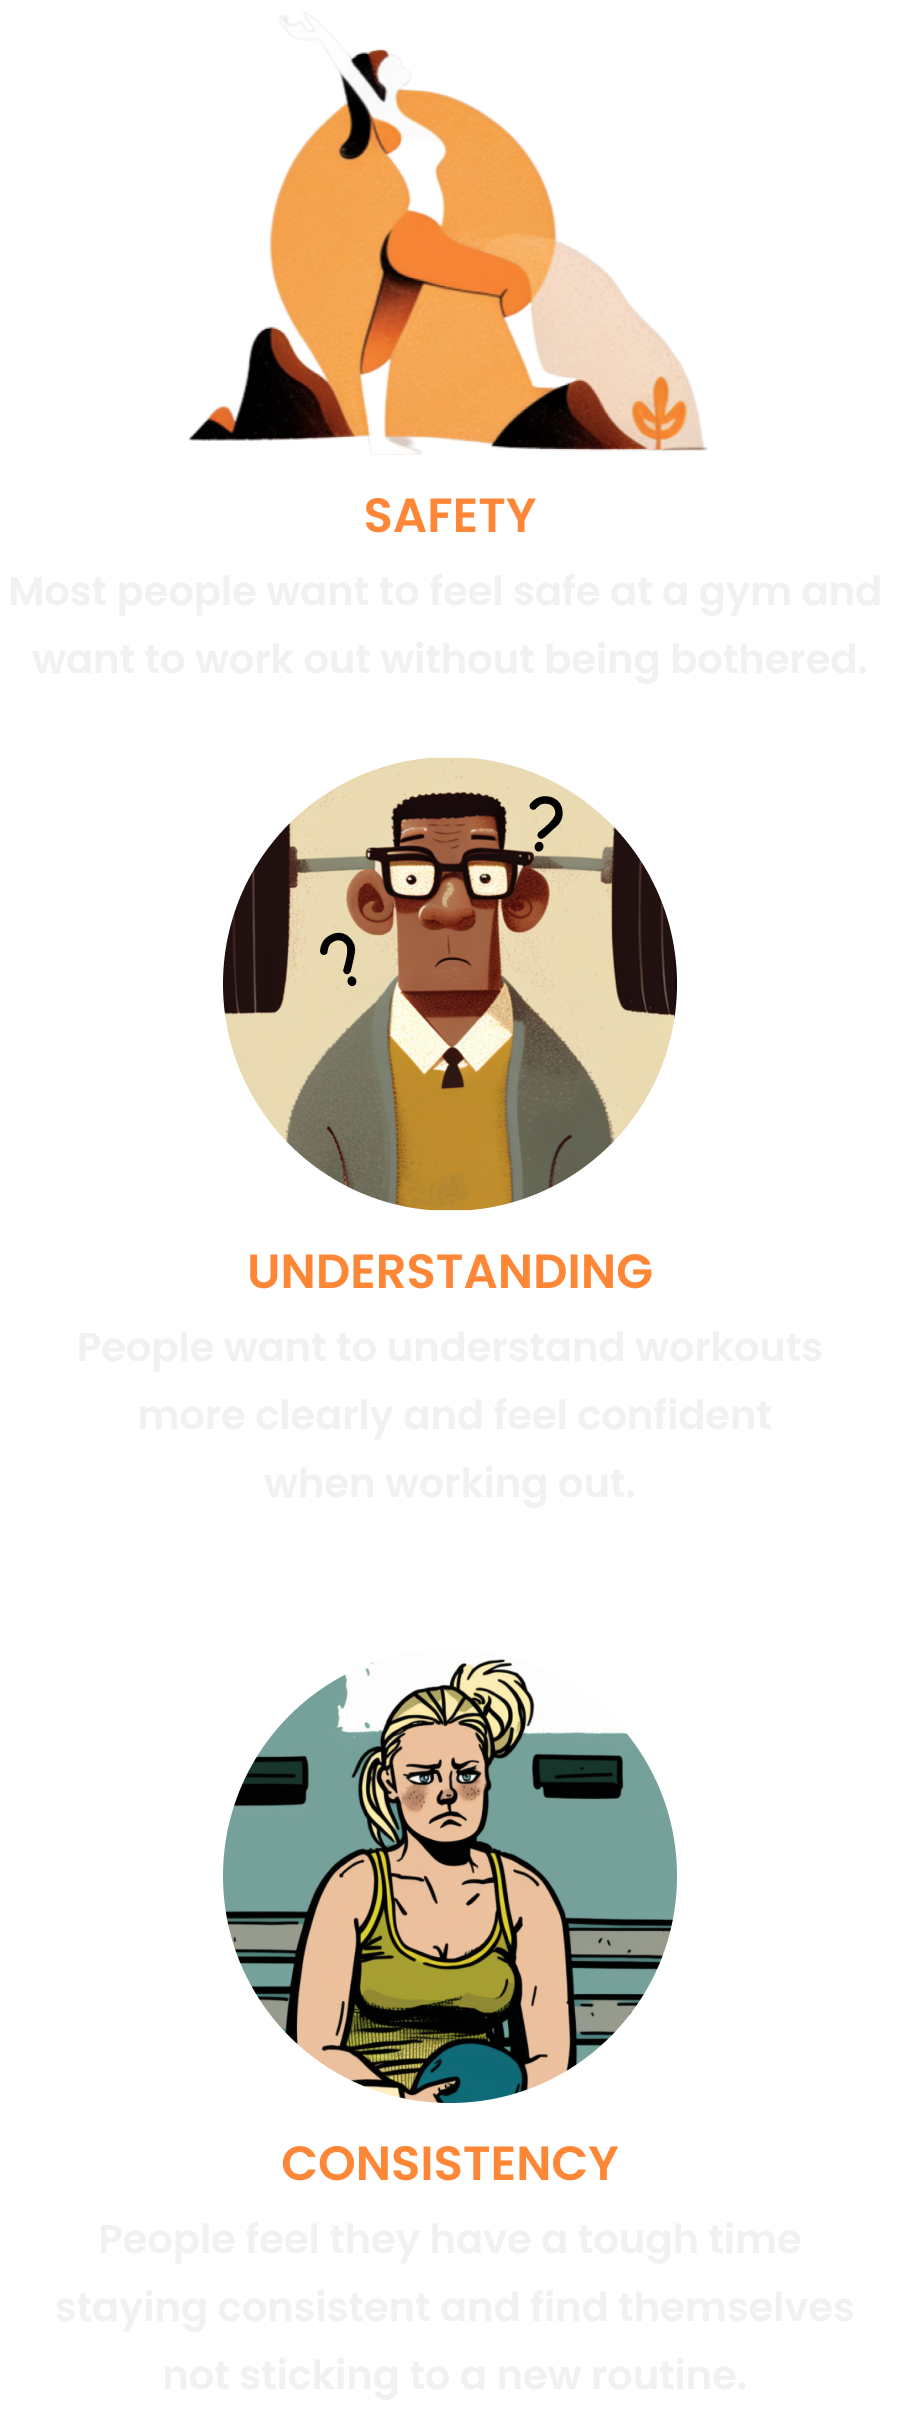 SAFETY
Most people want to feel safe at a gym and
want to work out without being bothered.
?
?
UNDERSTANDING
People want to understand workouts
more clearly and feel confident
when working out.
CONSISTENCY
People feel they have a tough time
staying consistent and find themselves
not sticking to a new routine.